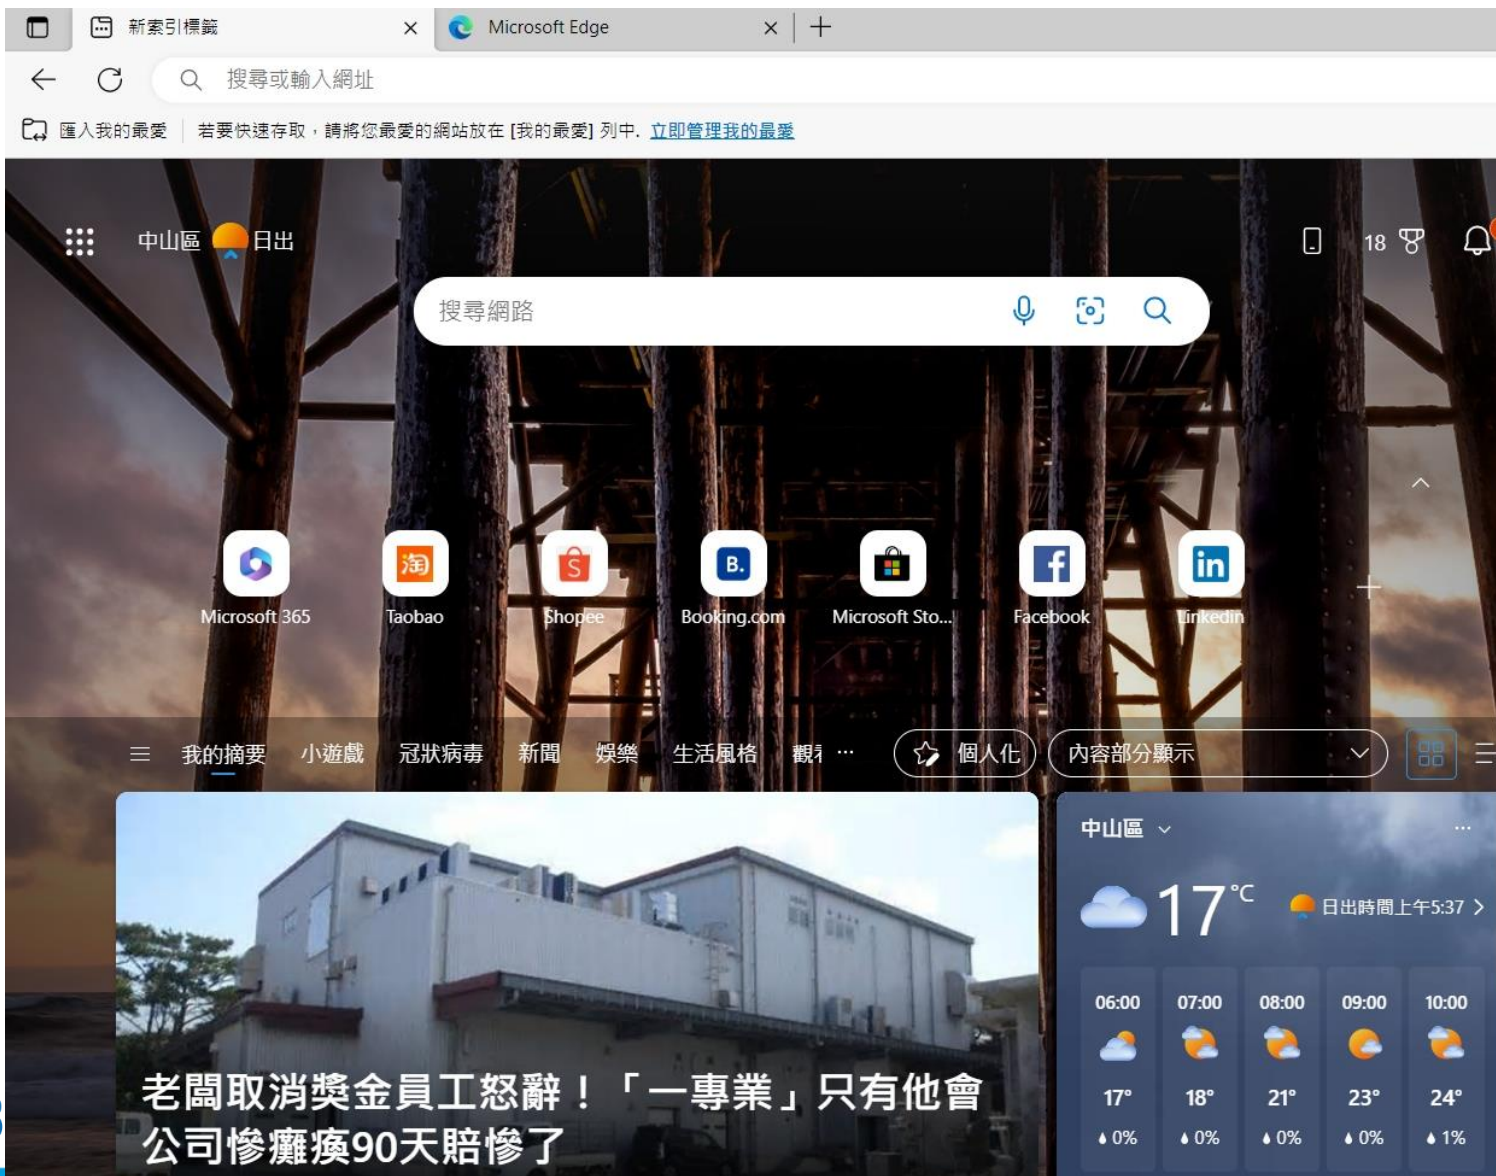 新索引標籤
Microsoft Edge
搜尋或輸入網址
匯入我的最愛
若要快速存取，請將您最愛的網站放在 [我的最愛] 列中. 立即管理我的最愛
中山區 日出
18
搜尋網路
淘
S
B.
f
in
Microsoft 365
Taobao
Shopee
Booking.com
Microsoft Sto...
Facebook
Linkedin
我的摘要 小遊戲 冠狀病毒 新聞 娛樂 生活風格 ...
個人化
內容部分顯示
老闆取消獎金員工怒辭！「一專業」只有他會
公司慘癱瘓90天賠慘了
中山區
17 °C
日出時間上午5:37
06:00 07:00 08:00 09:00 10:00
17° 18° 21° 23° 24°
0% 0% 0% 0% 1%